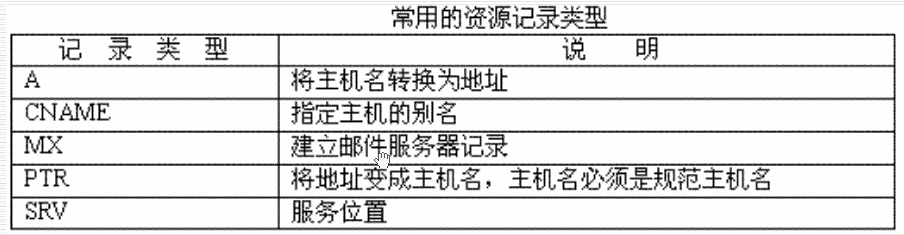 常用的资源记录类型
记 录 类 型 说 明
A 将主机名转换为地址
CNAME 指定主机的别名
MX 建立邮件服务器记录
PTR 将地址变成主机名，主机名必须是规范主机名
SRV 服务位置